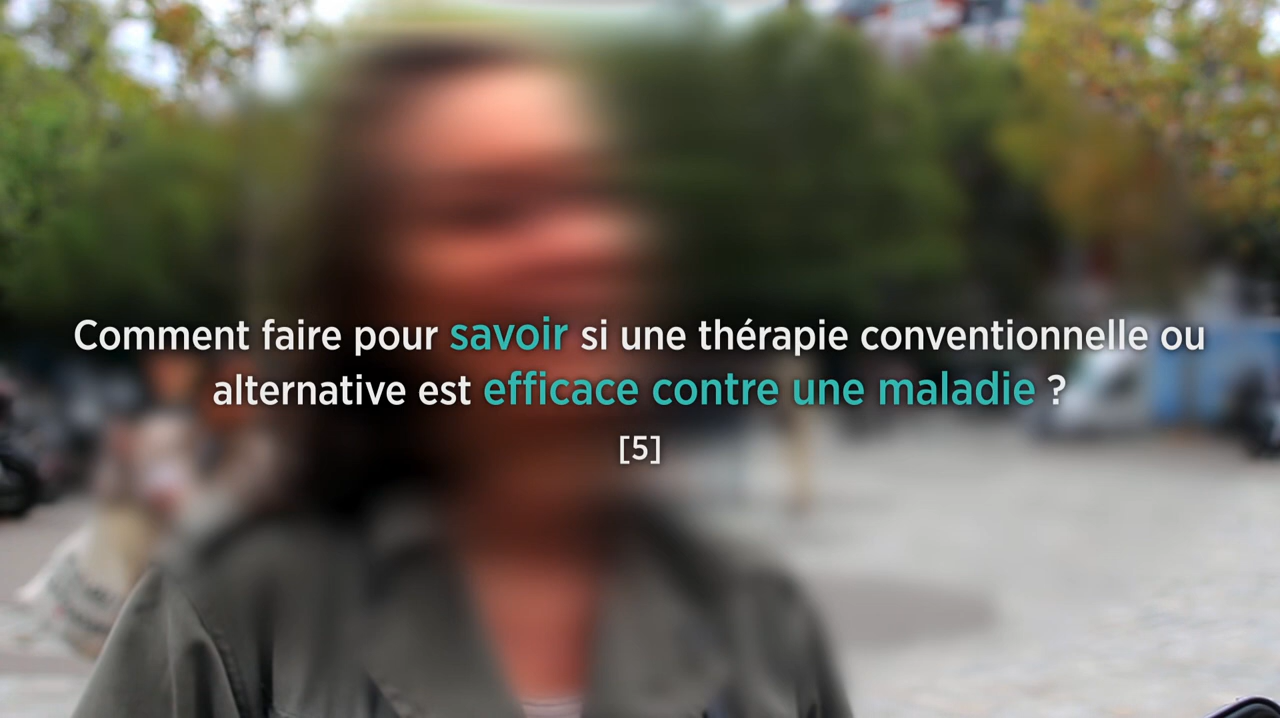 Comment faire pour savoir si une thérapie conventionnelle ou
alternative est efficace contre une maladie ?
[5]